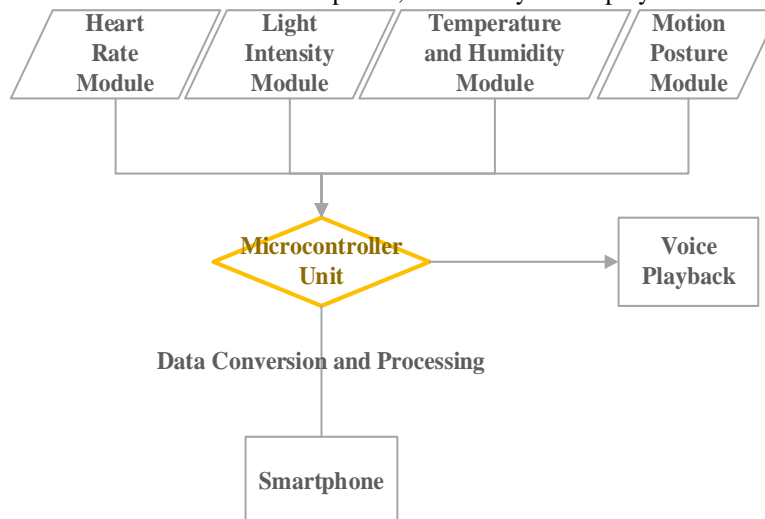 Heart
Rate
Module
Light
Intensity
Module
Temperature
and Humidity
Module
Motion
Posture
Module
Microcontroller
Unit
Voice
Playback
Data Conversion and Processing
Smartphone